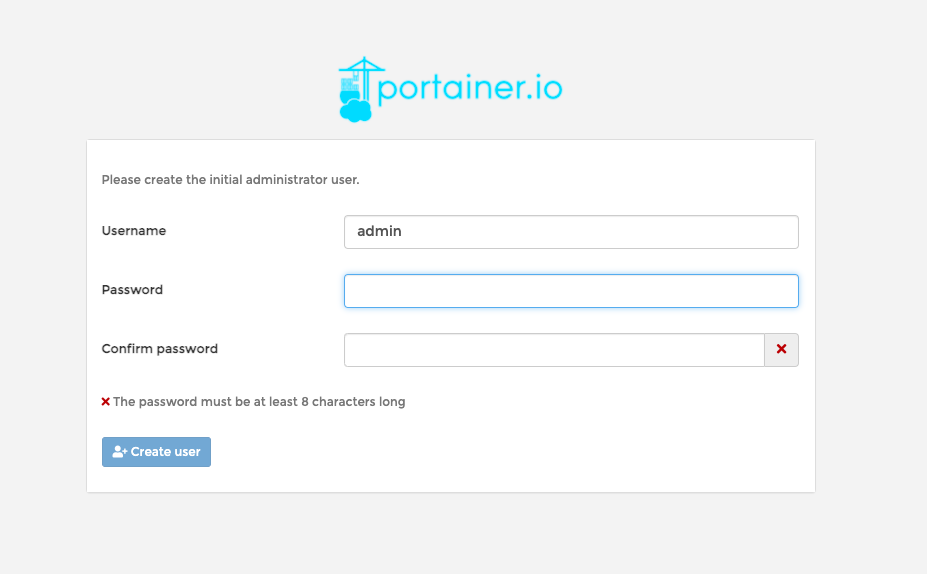 portainer.io
Please create the initial administrator user.
Username
admin
Password
Confirm password
The password must be at least 8 characters long
Create user